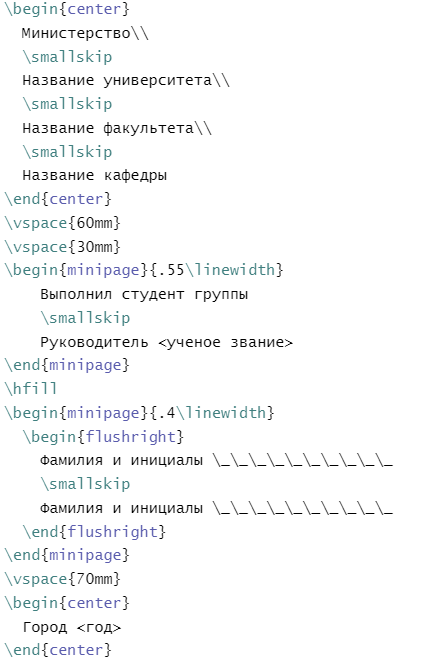 \begin{center}
Министерство\\
\smallskip
Название университета\\
\smallskip
Название факультета\\
\smallskip
Название кафедры
\end{center}
\vspace{60mm}
\vspace{30mm}
\begin{minipage}{.55\linewidth}
Выполнил студент группы
\smallskip
Руководитель <ученое звание>
\end{minipage}
\hfill
\begin{minipage}{.4\linewidth}
\begin{flushright}
Фамилия и инициалы \_\_\_\_\_\_\_\_\_\_
\smallskip
Фамилия и инициалы \_\_\_\_\_\_\_\_\_\_
\end{flushright}
\end{minipage}
\vspace{70mm}
\begin{center}
Город <год>
\end{center}